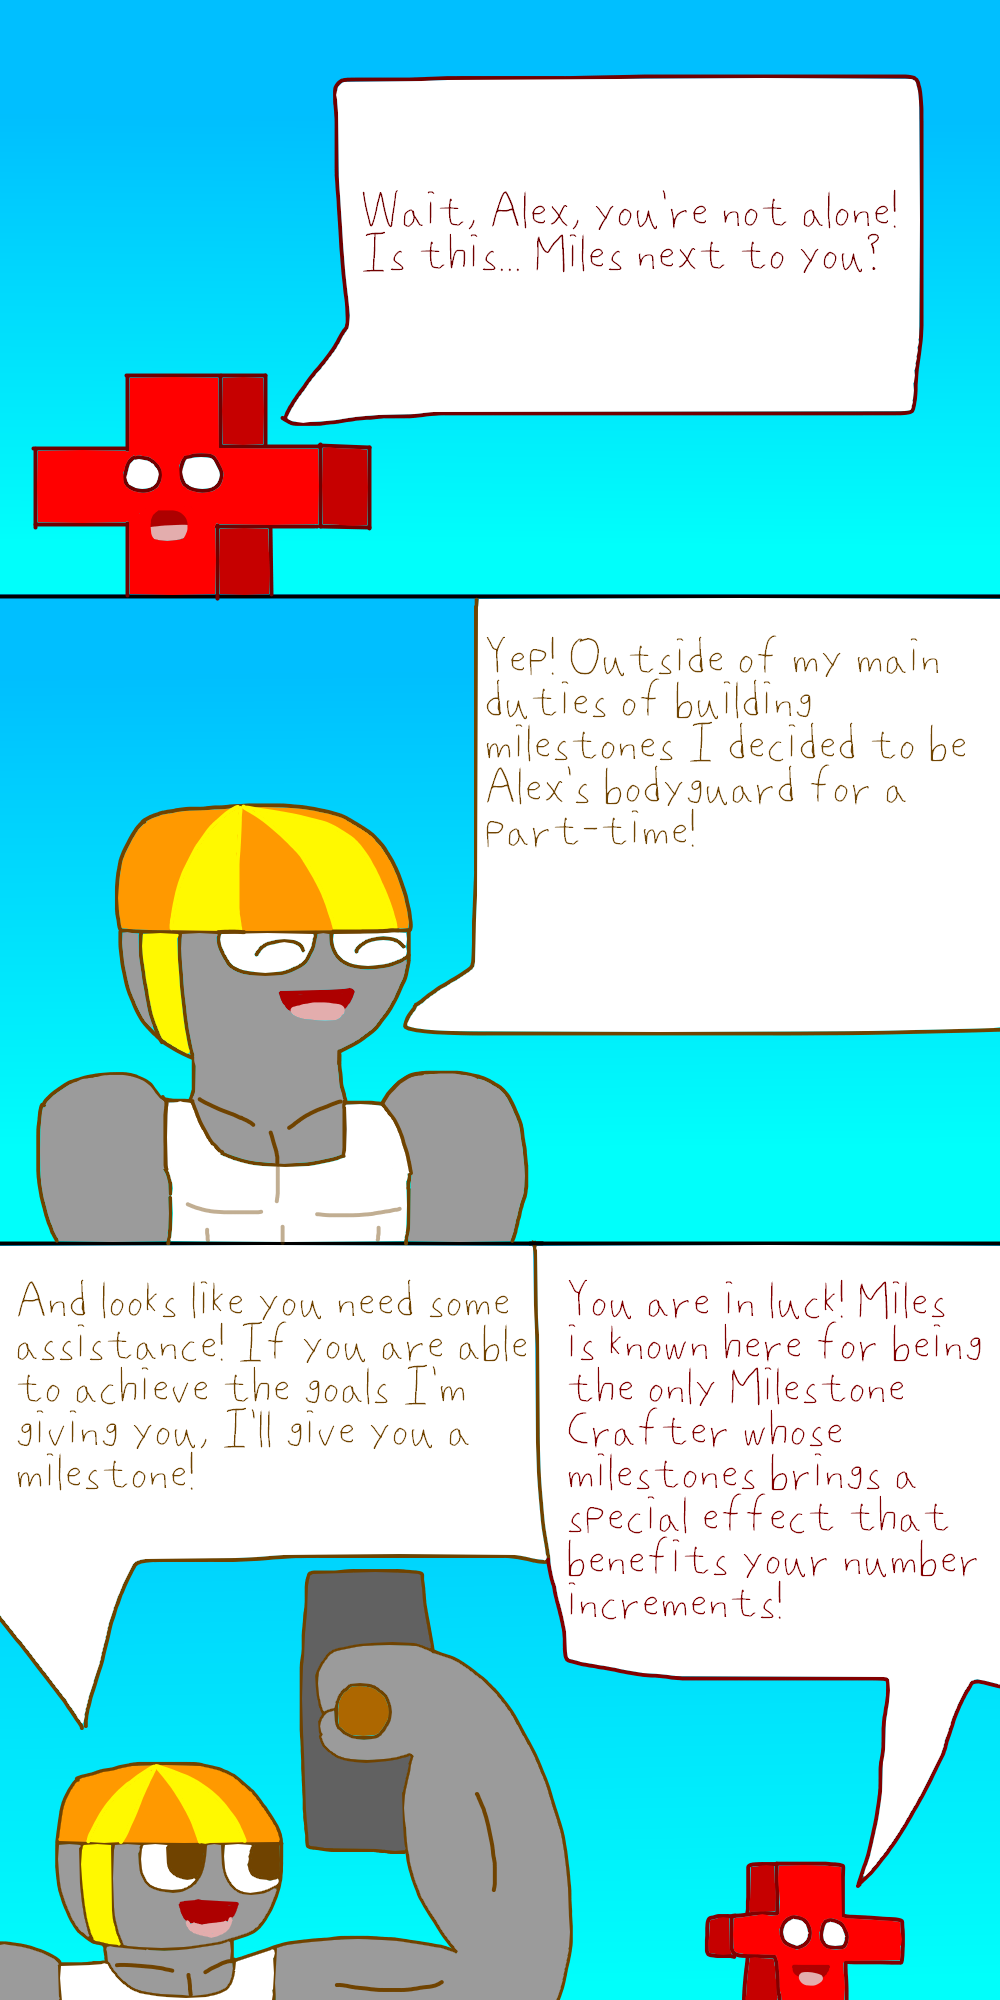 Wait, Alex, you're not alone!
Is this... Miles next to you?
Yep! Outside of my main
duties of building
milestones I decided to be
Alex's bodyguard for a
part-time!
And looks like you need some
assistance! If you are able
to achieve the goals I'm
giving you, I'll give you a
milestone!
You are in luck! Miles
is known here for being
the only Milestone
Crafter whose
milestones brings a
special effect that
benefits your number
increments!